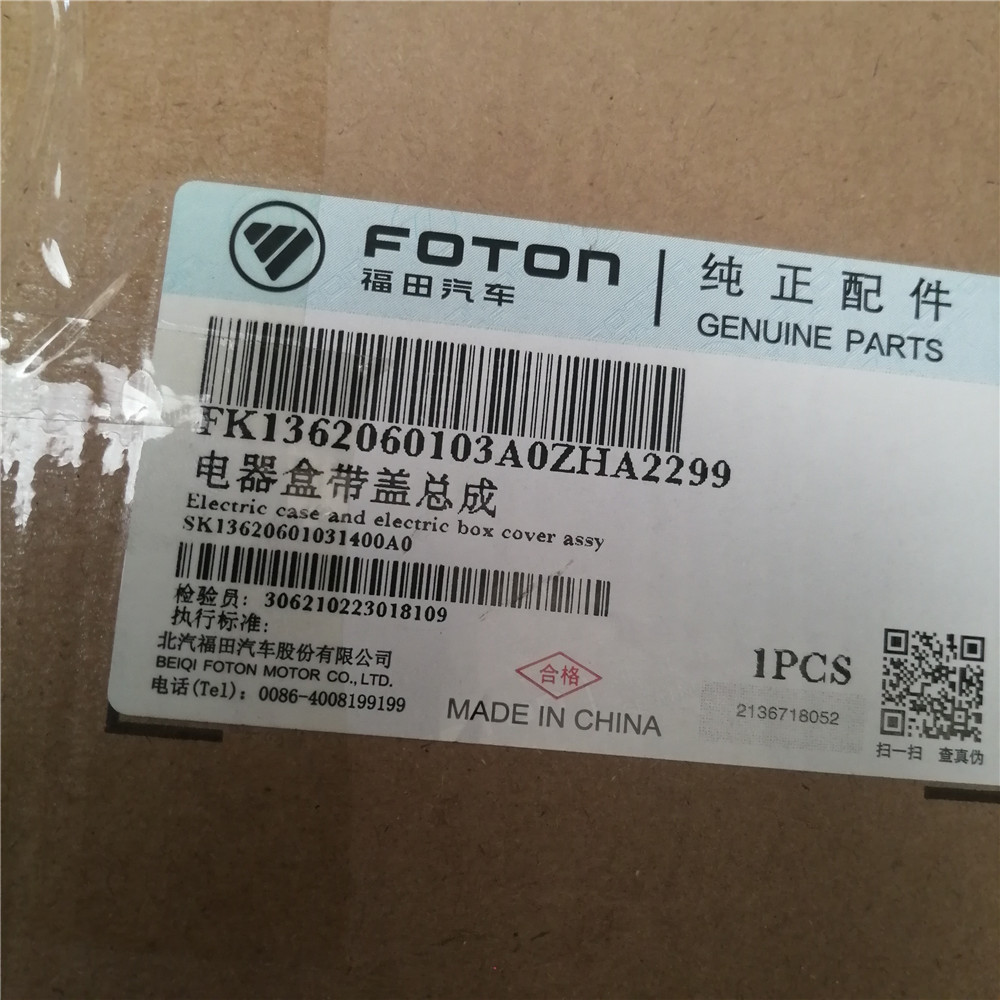 FOTON
福田汽车
纯正配件
GENUINE PARTS
FK1362060103A0ZHA2299
电器盒带盖总成
Electric case and electric box cover assy
SK13620601031400A0
检验员: 306210223018109
执行标准:
北汽福田汽车股份有限公司
BEIQI FOTON MOTOR CO., LTD.
电话(Tel): 0086-4008199199
合格
MADE IN CHINA
1PCS
2136718052
扫一扫 查真伪